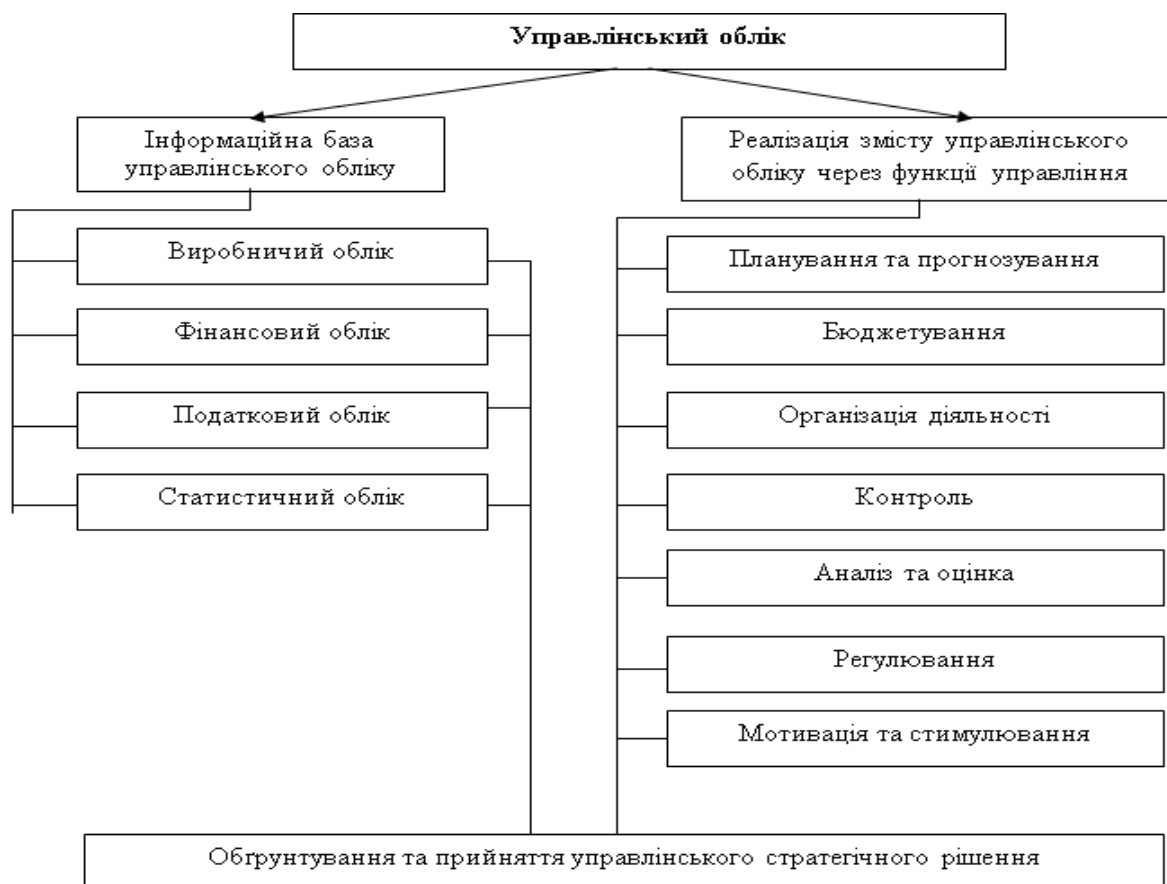 Управлінський облік
Інформаційна база
управлінського обліку
Реалізація змісту управлінського
обліку через функції управління
Виробничий облік
Фінансовий облік
Податковий облік
Статистичний облік
Планування та прогнозування
Бюджетування
Організація діяльності
Контроль
Аналіз та оцінка
Регулювання
Мотивація та стимулювання
Обґрунтування та прийняття управлінського стратегічного рішення